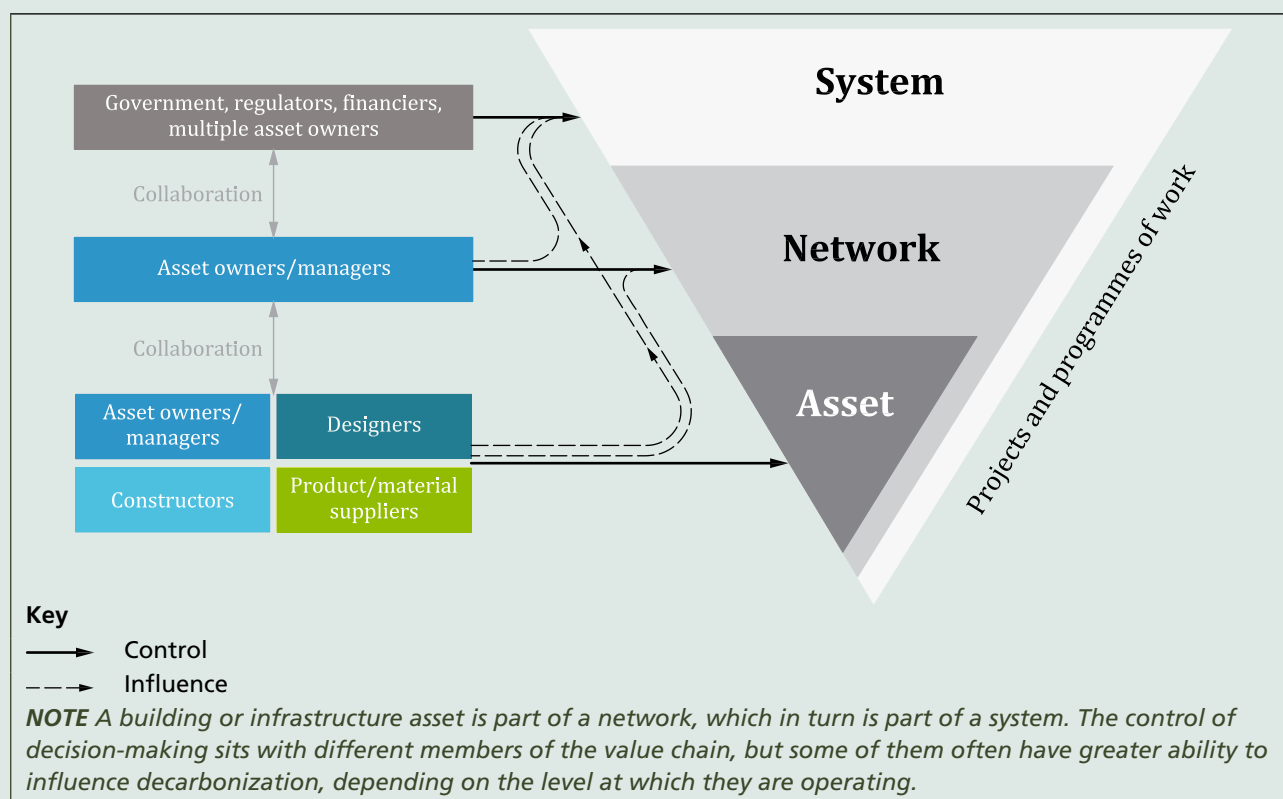 Government, regulators, financiers,
multiple asset owners
System
Collaboration
Asset owners/managers
Network
Projects and programmes of work
Collaboration
Asset owners/
managers
Designers
Asset
Constructors
Product/material
suppliers
Key
Control
Influence
NOTE A building or infrastructure asset is part of a network, which in turn is part of a system. The control of
decision-making sits with different members of the value chain, but some of them often have greater ability to
influence decarbonization, depending on the level at which they are operating.